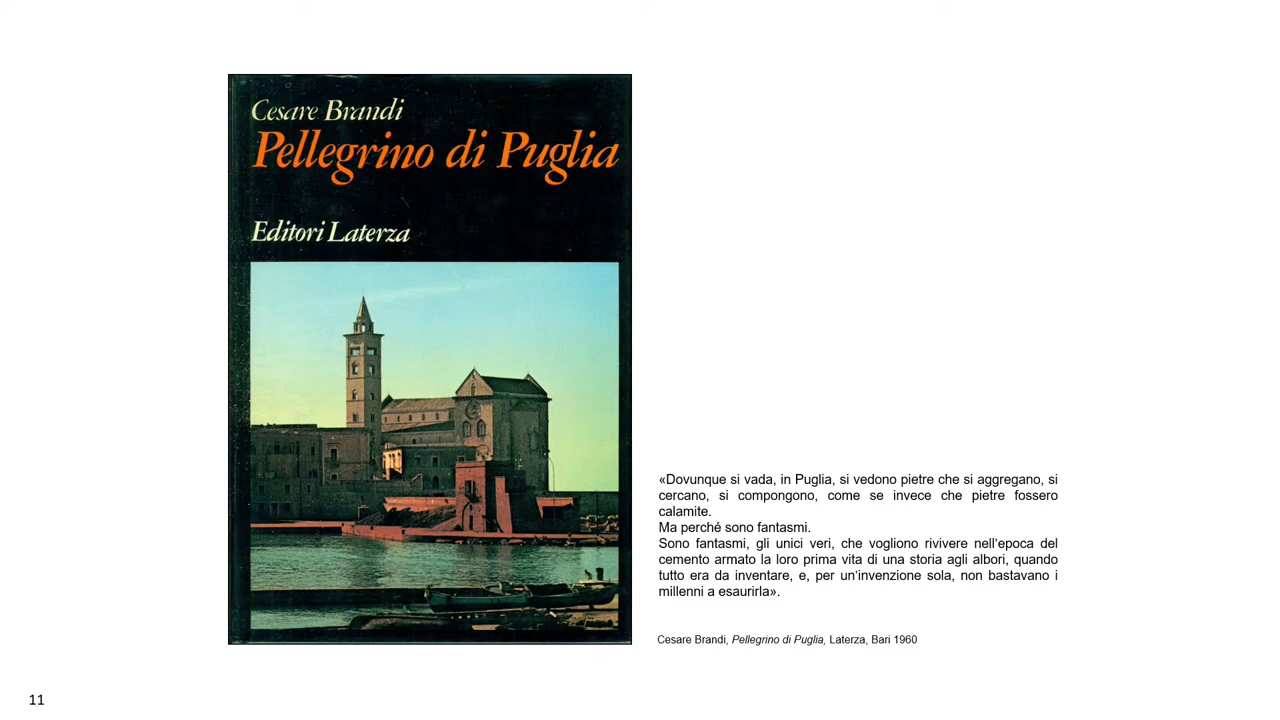 Cesare Brandi
Pellegrino di Puglia
Editori Laterza
«Dovunque si vada, in Puglia, si vedono pietre che si aggregano, si
cercano, si compongono, come se invece che pietre fossero
calamite.
Ma perché sono fantasmi.
Sono fantasmi, gli unici veri, che vogliono rivivere nell’epoca del
cemento armato la loro prima vita di una storia agli albori, quando
tutto era da inventare, e, per un’invenzione sola, non bastavano i
millenni a esaurirla».
Cesare Brandi, Pellegrino di Puglia, Laterza, Bari 1960
11